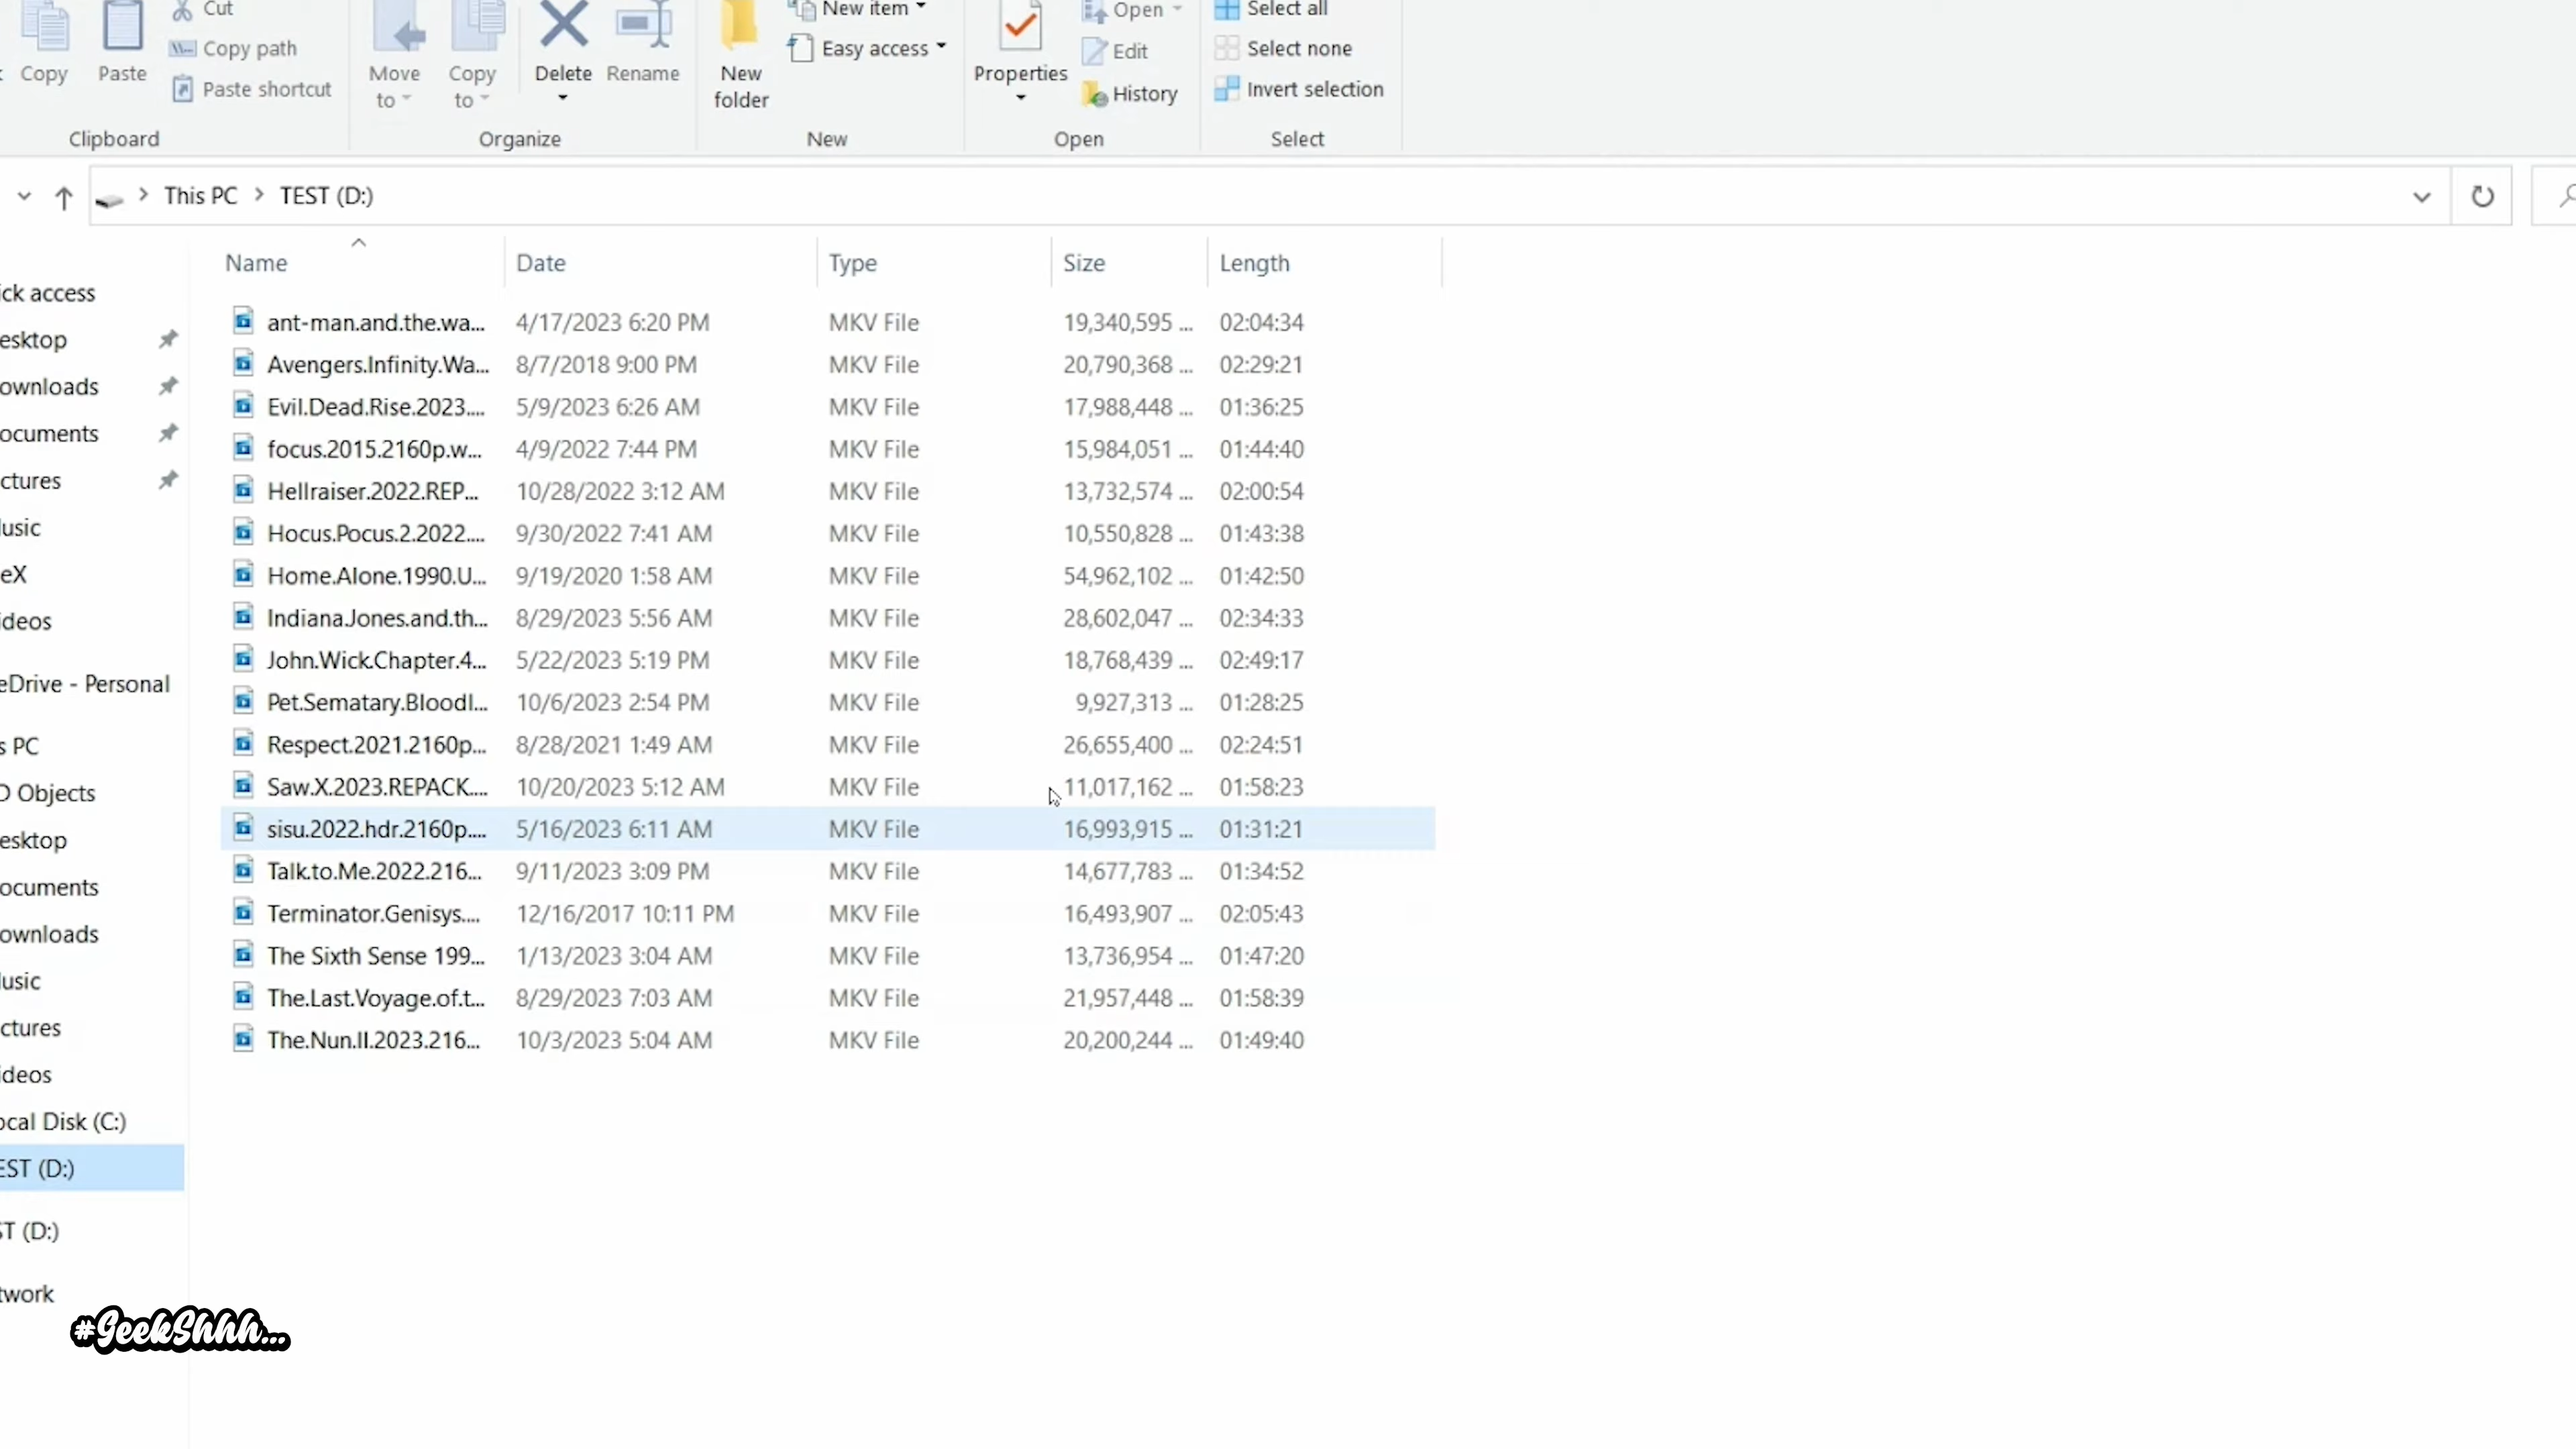 Cut
Copy
Paste
Copy path
Paste shortcut
Clipboard
Move to
Copy to
Delete
Rename
Organize
New folder
New item
Easy access
New
Properties
Open
Edit
History
Open
Select all
Select none
Invert selection
Select
This PC > TEST (D:)
Name Date Type Size Length
ick access
esktop
ownloads
ocuments
ctures
usic
eX
ideos
eDrive - Personal
s PC
D Objects
esktop
ocuments
ownloads
usic
ctures
ideos
ocal Disk (C:)
EST (D:)
ST (D:)
twork
ant-man.and.the.wa... 4/17/2023 6:20 PM MKV File 19,340,595 ... 02:04:34
Avengers.Infinity.Wa... 8/7/2018 9:00 PM MKV File 20,790,368 ... 02:29:21
Evil.Dead.Rise.2023.... 5/9/2023 6:26 AM MKV File 17,988,448 ... 01:36:25
focus.2015.2160p.w... 4/9/2022 7:44 PM MKV File 15,984,051 ... 01:44:40
Hellraiser.2022.REP... 10/28/2022 3:12 AM MKV File 13,732,574 ... 02:00:54
Hocus.Pocus.2.2022.... 9/30/2022 7:41 AM MKV File 10,550,828 ... 01:43:38
Home.Alone.1990.U... 9/19/2020 1:58 AM MKV File 54,962,102 ... 01:42:50
Indiana.Jones.and.th... 8/29/2023 5:56 AM MKV File 28,602,047 ... 02:34:33
John.Wick.Chapter.4... 5/22/2023 5:19 PM MKV File 18,768,439 ... 02:49:17
Pet.Sematary.Bloodl... 10/6/2023 2:54 PM MKV File 9,927,313 ... 01:28:25
Respect.2021.2160p... 8/28/2021 1:49 AM MKV File 26,655,400 ... 02:24:51
Saw.X.2023.REPACK.... 10/20/2023 5:12 AM MKV File 11,017,162 ... 01:58:23
sisu.2022.hdr.2160p.... 5/16/2023 6:11 AM MKV File 16,993,915 ... 01:31:21
Talk.to.Me.2022.216... 9/11/2023 3:09 PM MKV File 14,677,783 ... 01:34:52
Terminator.Genisys.... 12/16/2017 10:11 PM MKV File 16,493,907 ... 02:05:43
The Sixth Sense 199... 1/13/2023 3:04 AM MKV File 13,736,954 ... 01:47:20
The.Last.Voyage.of.t... 8/29/2023 7:03 AM MKV File 21,957,448 ... 01:58:39
The.Nun.II.2023.216... 10/3/2023 5:04 AM MKV File 20,200,244 ... 01:49:40
#GeekShhh...